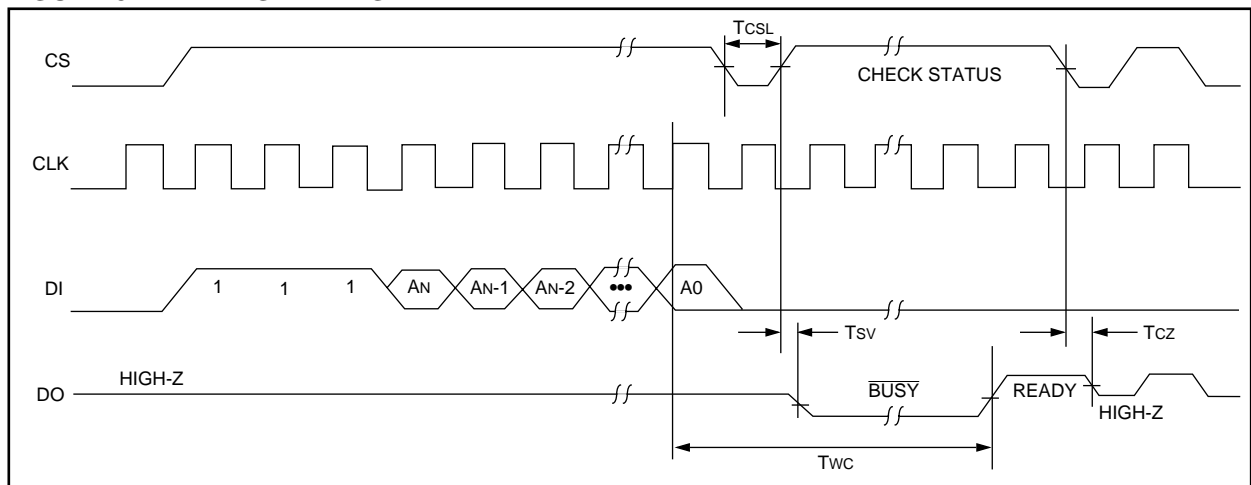 TCSL
CS
CHECK STATUS
CLK
DI
1 1 1 AN AN-1 AN-2 ••• A0
TSV
TCZ
DO
HIGH-Z
BUSY
READY
HIGH-Z
TWC